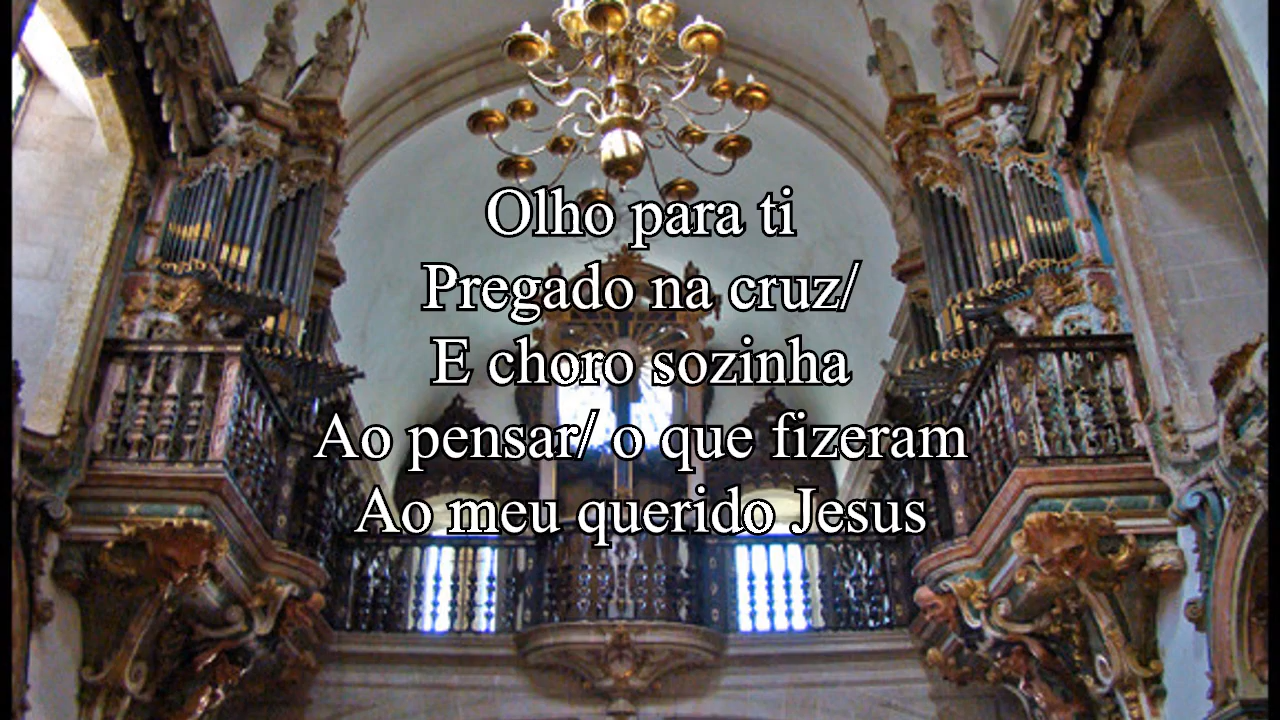 Olho para ti
Pregado na cruz/
E choro sozinha
Ao pensar/ o que fizeram
Ao meu querido Jesus